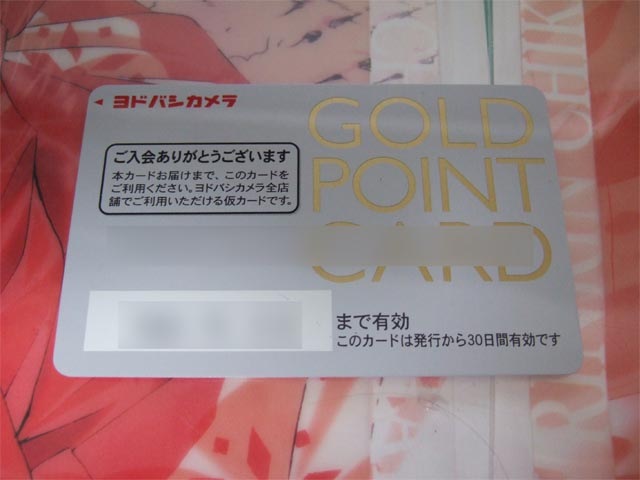 ヨドバシカメラ
GOLD
POINT
CARD
ご入会ありがとうございます
本カードお届けまで、このカードを
ご利用ください。ヨドバシカメラ全店
舗でご利用いただける仮カードです。
まで有効
このカードは発行から30日間有効です